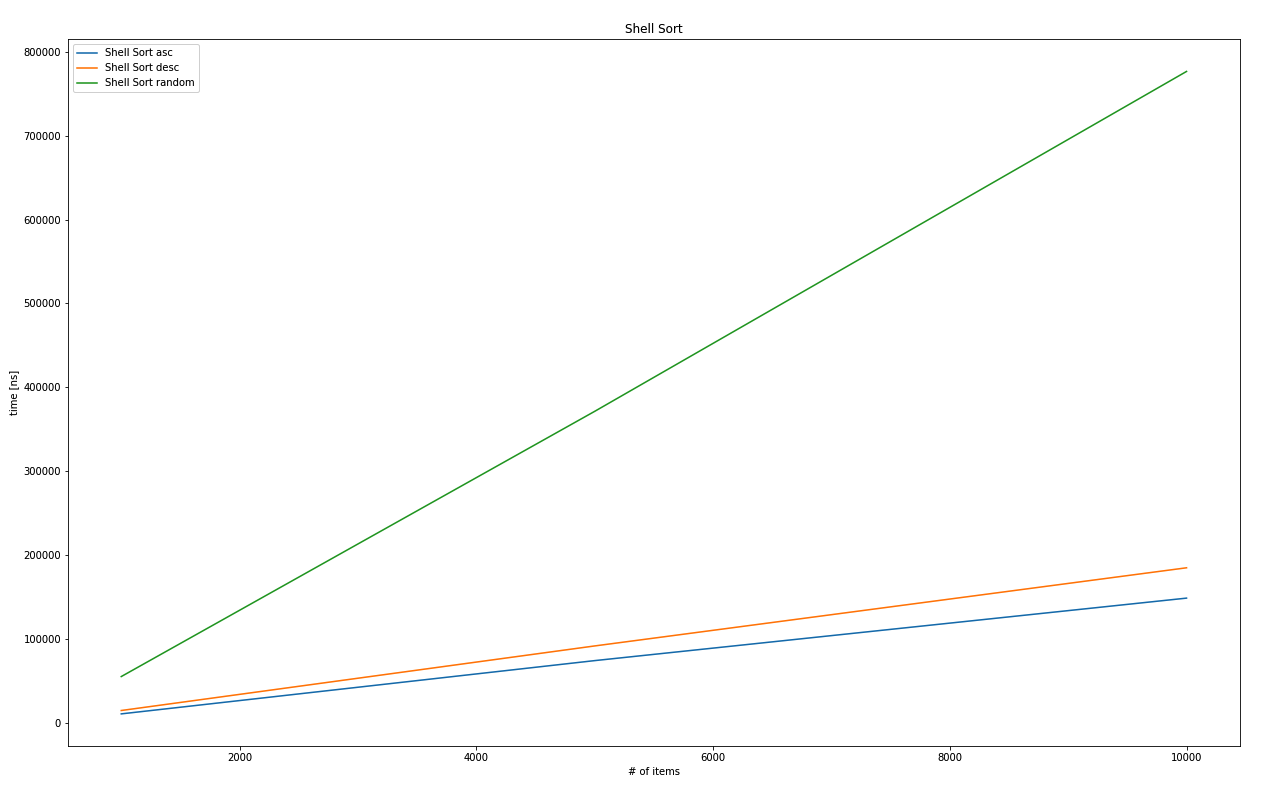 Shell Sort
Shell Sort asc
Shell Sort desc
Shell Sort random
800000
700000
600000
500000
400000
300000
200000
100000
0
time [ns]
2000
4000
6000
8000
10000
# of items